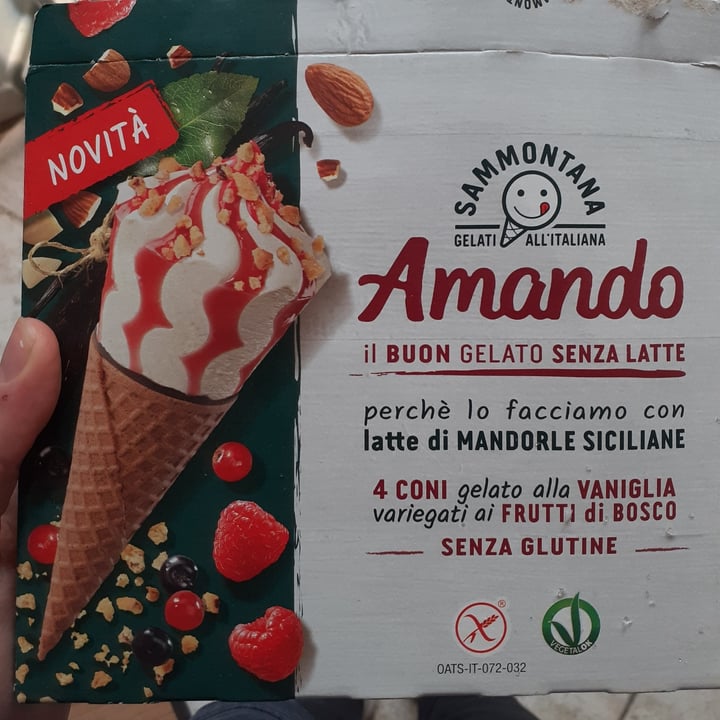 NOVITÀ
SAMMONTANA
GELATI ALL'ITALIANA
Amando
il BUON GELATO SENZA LATTE
perchè lo facciamo con
latte di MANDORLE SICILIANE
4 CONI gelato alla VANIGLIA
variegati ai FRUTTI di BOSCO
SENZA GLUTINE
VEGETALOK
OATS-IT-072-032